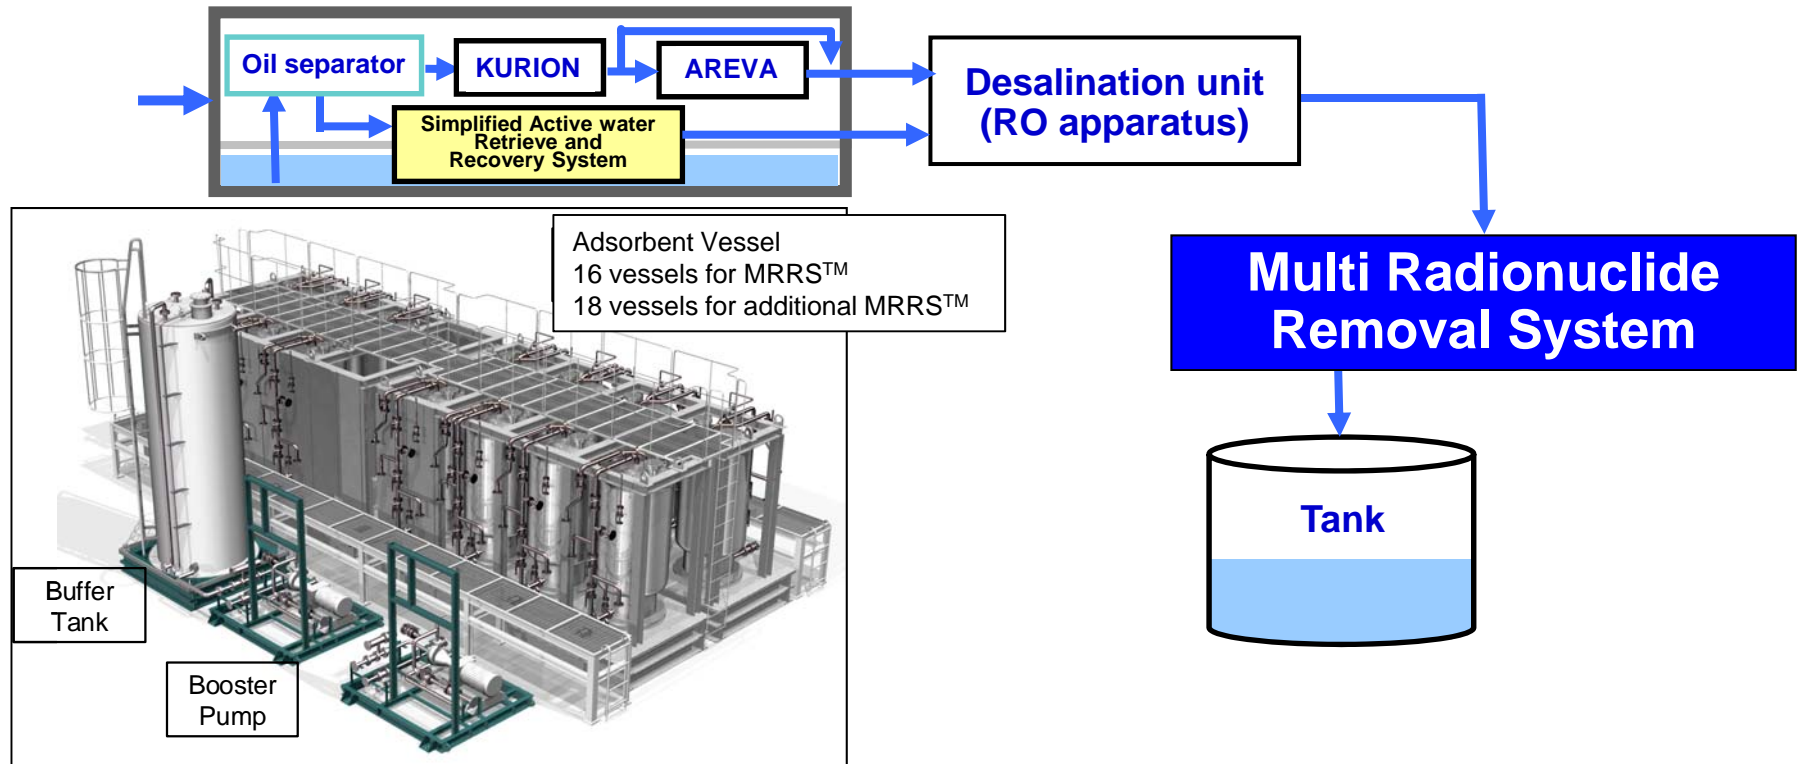 Oil separator
KURION
AREVA
Simplified Active water
Retrieve and
Recovery System
Desalination unit
(RO apparatus)
Adsorbent Vessel
16 vessels for MRRS™
18 vessels for additional MRRS™
Multi Radionuclide
Removal System
Tank
Buffer
Tank
Booster
Pump